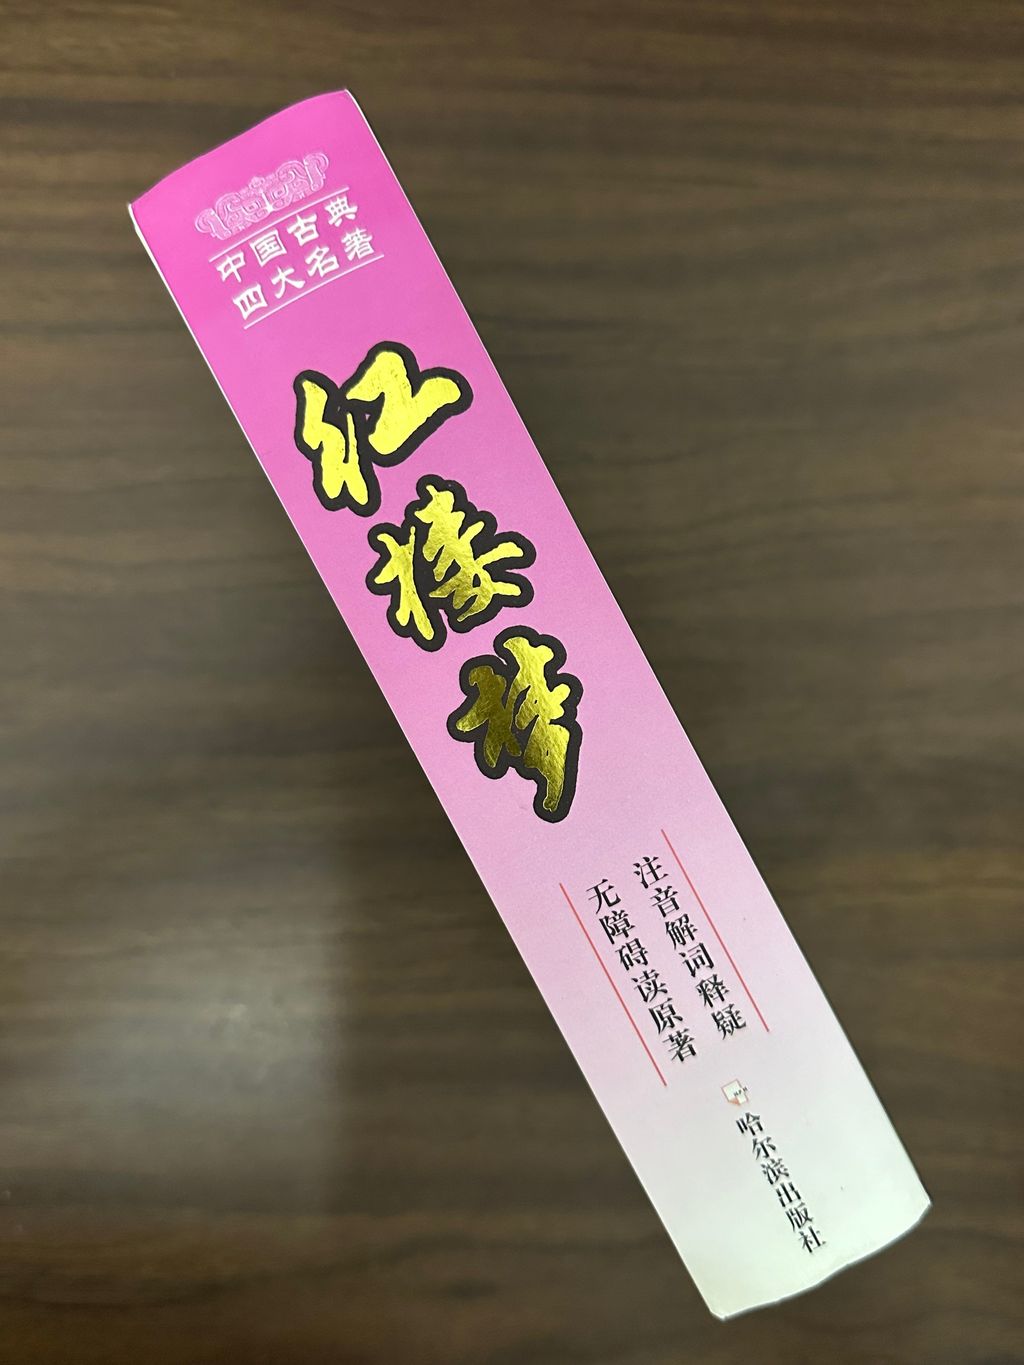 中国古典
四大名著
红楼梦
注音解词释疑
无障碍读原著
哈尔滨出版社